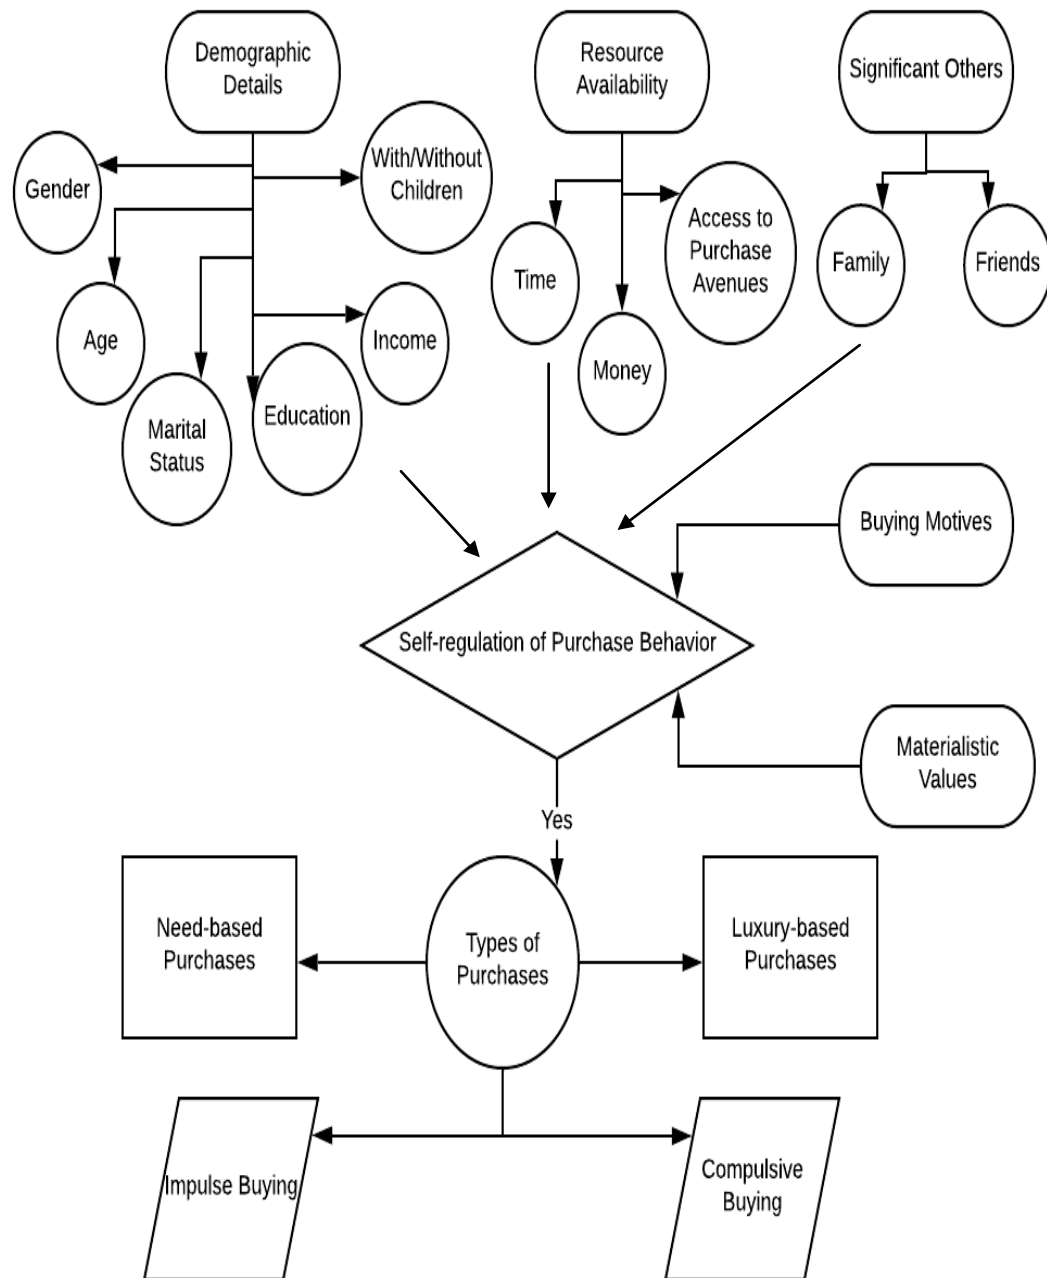 Demographic
Details
Resource
Availability
Significant Others
Gender
With/Without
Children
Age
Marital
Status
Education
Income
Time
Money
Access to
Purchase
Avenues
Family
Friends
Buying Motives
Self-regulation of Purchase Behavior
Materialistic
Values
Yes
Need-based
Purchases
Types of
Purchases
Luxury-based
Purchases
Impulse Buying
Compulsive
Buying